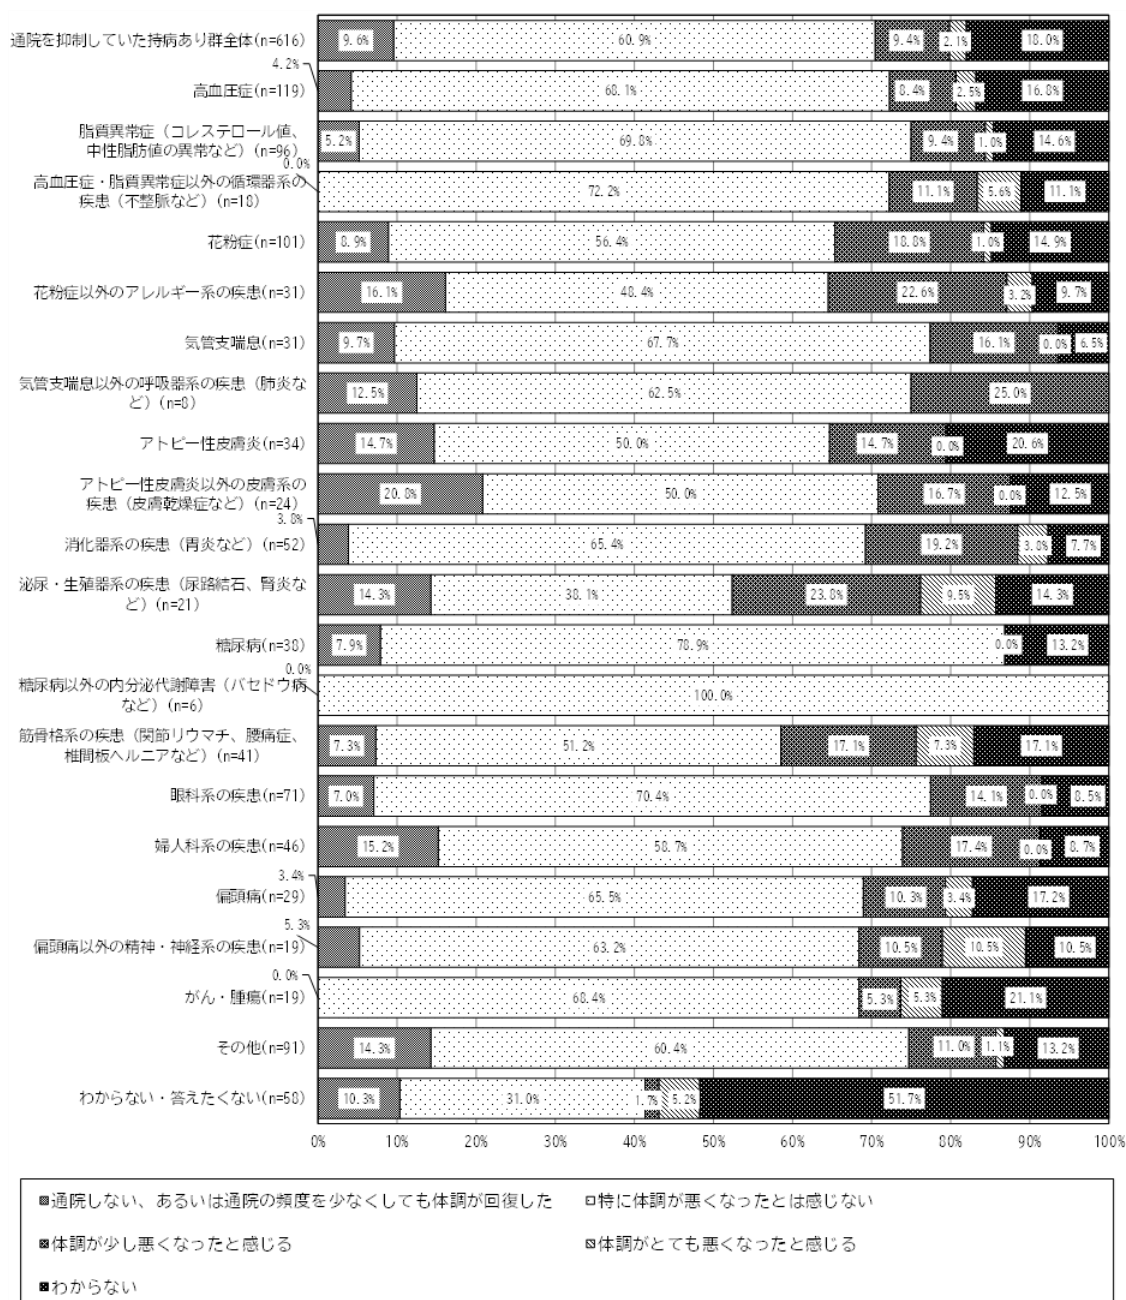 通院を抑制していた持病あり群全体(n=616)
9.6% 60.9% 9.4% 2.1% 18.0%
高血圧症(n=119)
4.2% 68.1% 8.4% 2.5% 16.8%
脂質異常症（コレステロール値、
中性脂肪値の異常など）(n=96)
5.2% 69.8% 9.4% 1.0% 14.6%
高血圧症・脂質異常症以外の循環器系の
疾患（不整脈など）(n=18)
0.0% 72.2% 11.1% 5.6% 11.1%
花粉症(n=101)
8.9% 56.4% 18.8% 1.0% 14.9%
花粉症以外のアレルギー系の疾患(n=31)
16.1% 48.4% 22.6% 3.2% 9.7%
気管支喘息(n=31)
9.7% 67.7% 16.1% 0.0% 6.5%
気管支喘息以外の呼吸器系の疾患（肺炎な
ど）(n=8)
12.5% 62.5% 25.0%
アトピー性皮膚炎(n=34)
14.7% 50.0% 14.7% 0.0% 20.6%
アトピー性皮膚炎以外の皮膚系の
疾患（皮膚乾燥症など）(n=24)
20.8% 50.0% 16.7% 0.0% 12.5%
消化器系の疾患（胃炎など）(n=52)
3.8% 65.4% 19.2% 3.8% 7.7%
泌尿・生殖器系の疾患（尿路結石、腎炎な
ど）(n=21)
14.3% 38.1% 23.8% 9.5% 14.3%
糖尿病(n=38)
7.9% 78.9% 0.0% 13.2%
糖尿病以外の内分泌代謝障害（バセドウ病
など）(n=6)
0.0% 100.0%
筋骨格系の疾患（関節リウマチ、腰痛症、
椎間板ヘルニアなど）(n=41)
7.3% 51.2% 17.1% 7.3% 17.1%
眼科系の疾患(n=71)
7.0% 70.4% 14.1% 0.0% 8.5%
婦人科系の疾患(n=46)
15.2% 58.7% 17.4% 0.0% 8.7%
偏頭痛(n=29)
3.4% 65.5% 10.3% 3.4% 17.2%
偏頭痛以外の精神・神経系の疾患(n=19)
5.3% 63.2% 10.5% 10.5% 10.5%
がん・腫瘍(n=19)
0.0% 68.4% 5.3% 5.3% 21.1%
その他(n=91)
14.3% 60.4% 11.0% 1.1% 13.2%
わからない・答えたくない(n=58)
10.3% 31.0% 1.7% 5.2% 51.7%
0% 10% 20% 30% 40% 50% 60% 70% 80% 90% 100%
通院しない、あるいは通院の頻度を少なくしても体調が回復した
特に体調が悪くなったとは感じない
体調が少し悪くなったと感じる
体調がとても悪くなったと感じる
わからない